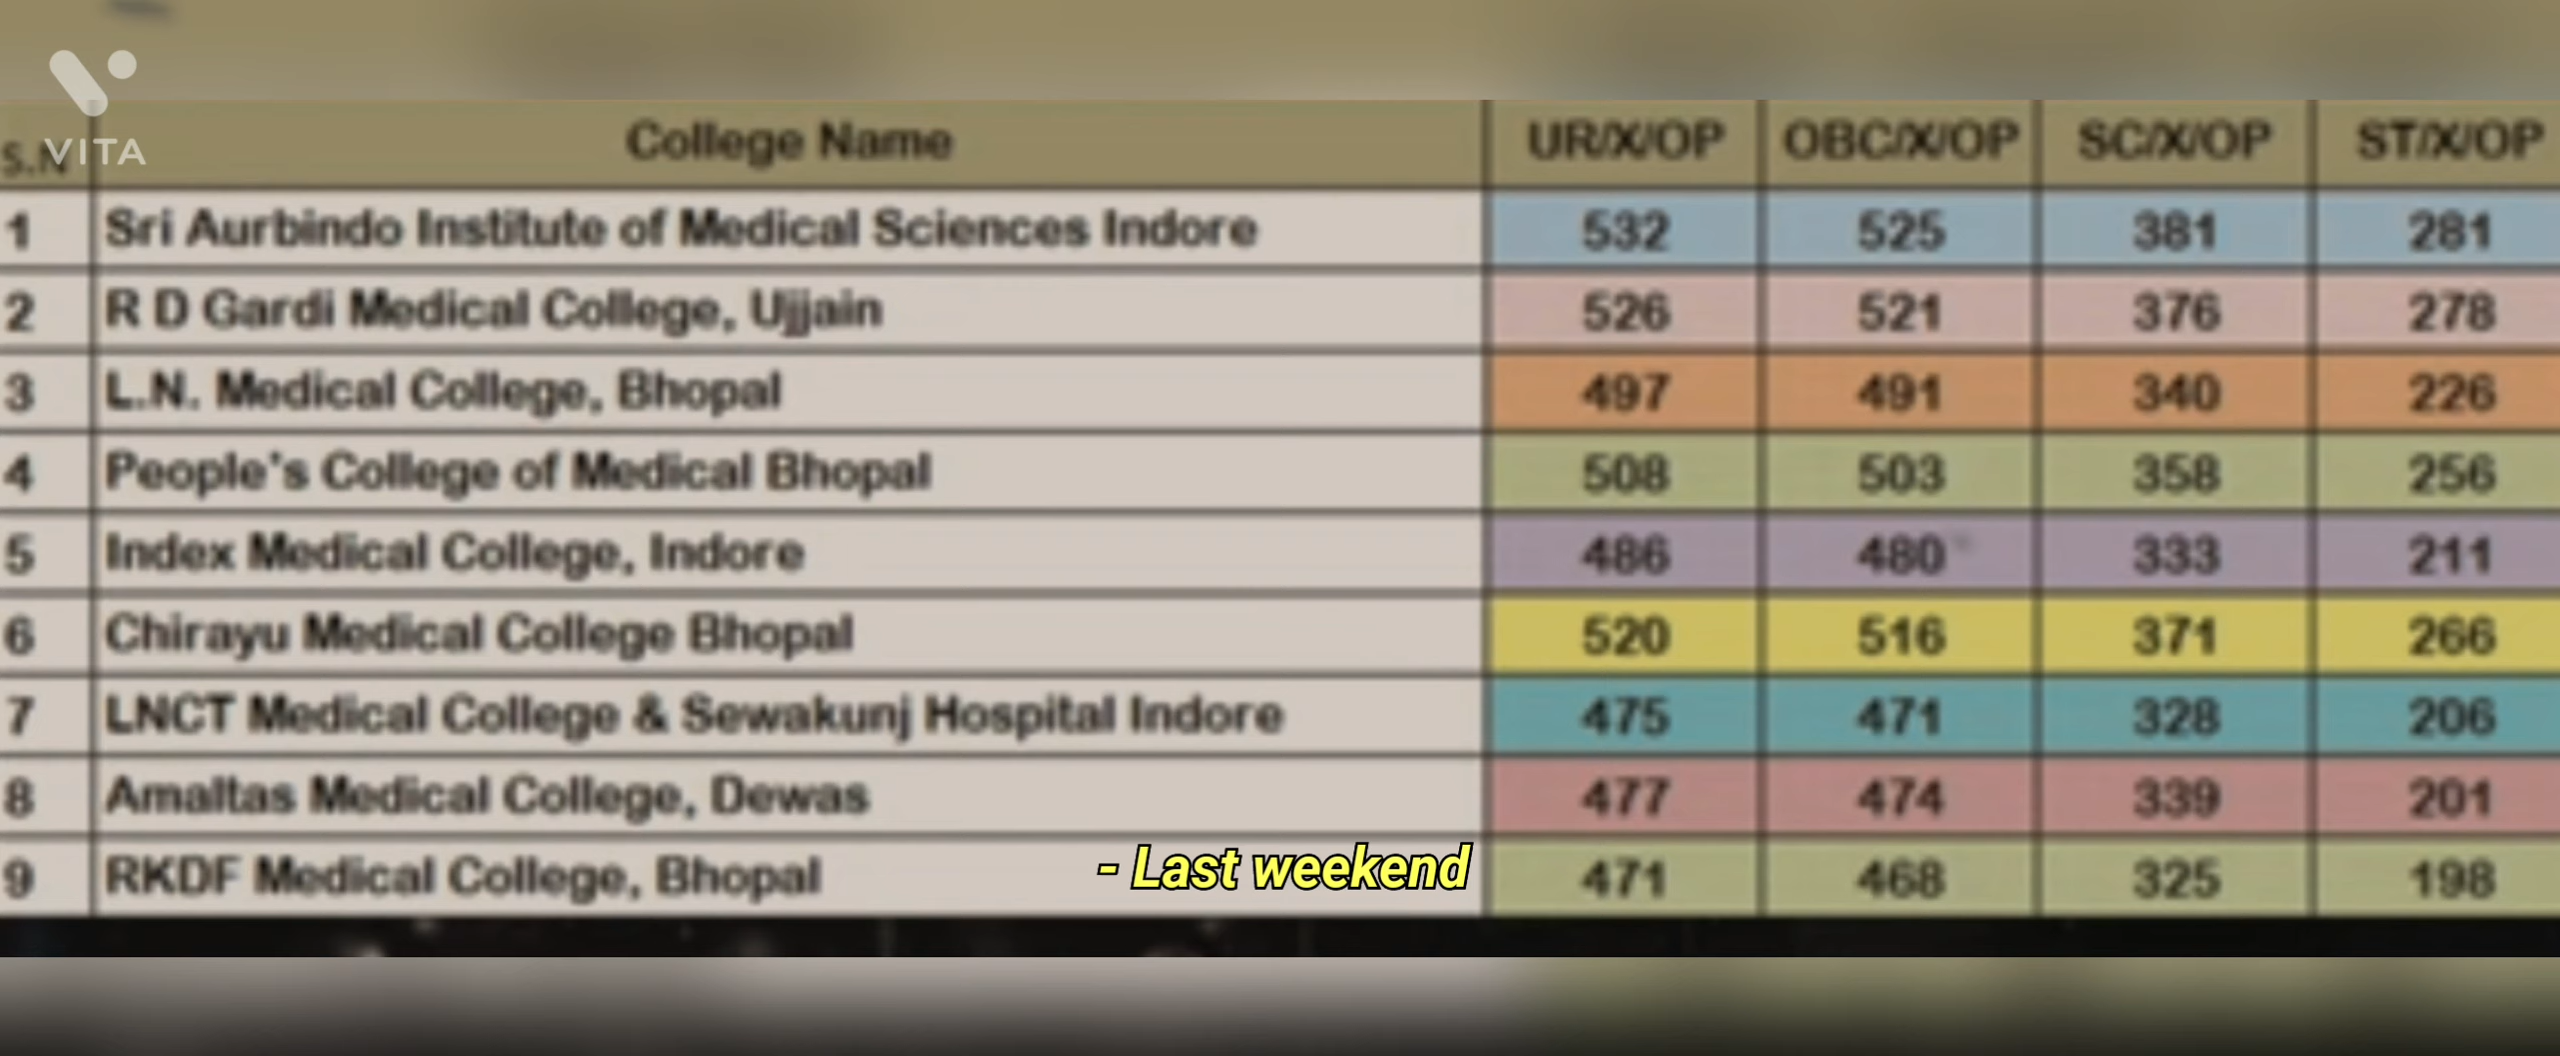 VITA
S.N College Name UR/X/OP OBC/X/OP SC/X/OP ST/X/OP
1 Sri Aurbindo Institute of Medical Sciences Indore 532 525 381 281
2 R D Gardi Medical College, Ujjain 526 521 376 278
3 L.N. Medical College, Bhopal 497 491 340 226
4 People's College of Medical Bhopal 508 503 358 256
5 Index Medical College, Indore 486 480 333 211
6 Chirayu Medical College Bhopal 520 516 371 266
7 LNCT Medical College & Sewakunj Hospital Indore 475 471 328 206
8 Amaltas Medical College, Dewas 477 474 339 201
9 RKDF Medical College, Bhopal 471 468 325 198
- Last weekend